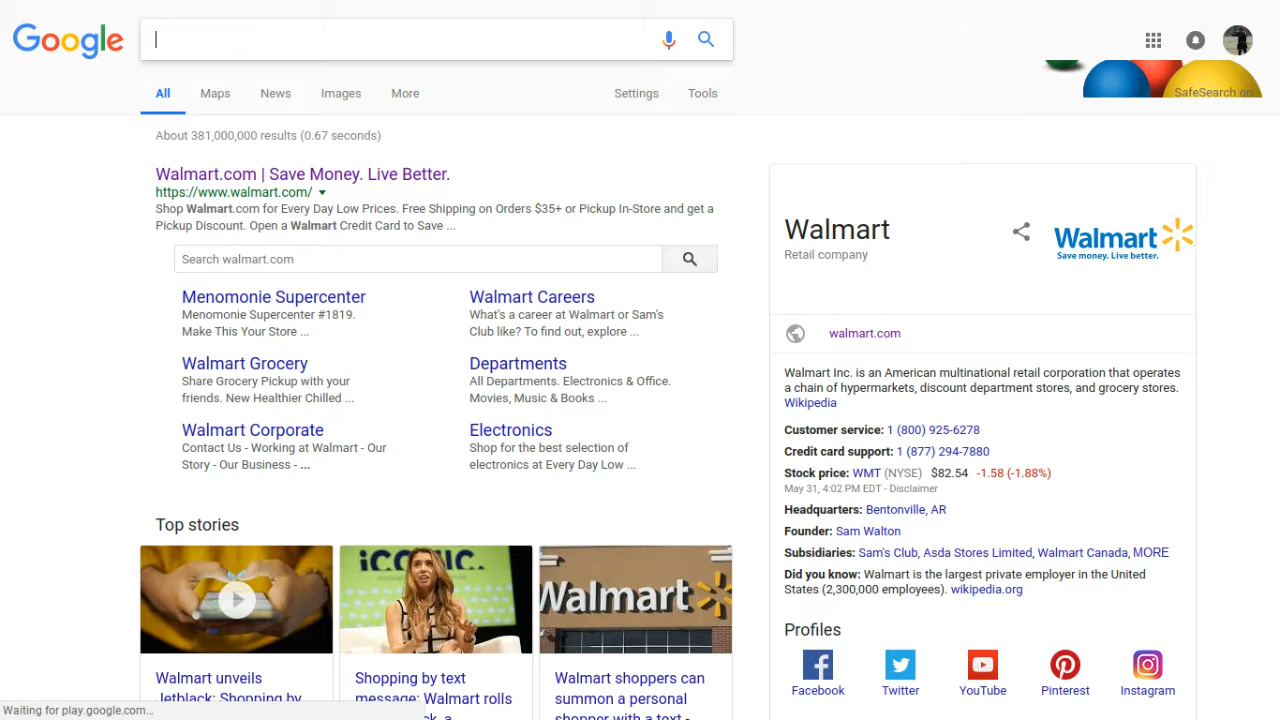 Google
All
Maps
News
Images
More
Settings
Tools
SafeSearch on
About 381,000,000 results (0.67 seconds)
Walmart.com | Save Money. Live Better.
https://www.walmart.com/
Shop Walmart.com for Every Day Low Prices. Free Shipping on Orders $35+ or Pickup In-Store and get a
Pickup Discount. Open a Walmart Credit Card to Save ...
Search walmart.com
Menomonie Supercenter
Menomonie Supercenter #1819.
Make This Your Store ...
Walmart Careers
What's a career at Walmart or Sam's
Club like? To find out, explore ...
Walmart Grocery
Share Grocery Pickup with your
friends. New Healthier Chilled ...
Departments
All Departments. Electronics & Office.
Movies, Music & Books ...
Walmart Corporate
Contact Us - Working at Walmart - Our
Story - Our Business - ...
Electronics
Shop for the best selection of
electronics at Every Day Low ...
Top stories
ICONIC.
Walmart
Walmart unveils
Jetblack: Shopping by
Shopping by text
message: Walmart rolls
Walmart shoppers can
summon a personal
shopper with a text -
Waiting for play.google.com...
Walmart
Retail company
Walmart
Save money. Live better.
walmart.com
Walmart Inc. is an American multinational retail corporation that operates
a chain of hypermarkets, discount department stores, and grocery stores.
Wikipedia
Customer service: 1 (800) 925-6278
Credit card support: 1 (877) 294-7880
Stock price: WMT (NYSE) $82.54 -1.58 (-1.88%)
May 31, 4:02 PM EDT - Disclaimer
Headquarters: Bentonville, AR
Founder: Sam Walton
Subsidiaries: Sam's Club, Asda Stores Limited, Walmart Canada, MORE
Did you know: Walmart is the largest private employer in the United
States (2,300,000 employees). wikipedia.org
Profiles
Facebook
Twitter
YouTube
Pinterest
Instagram